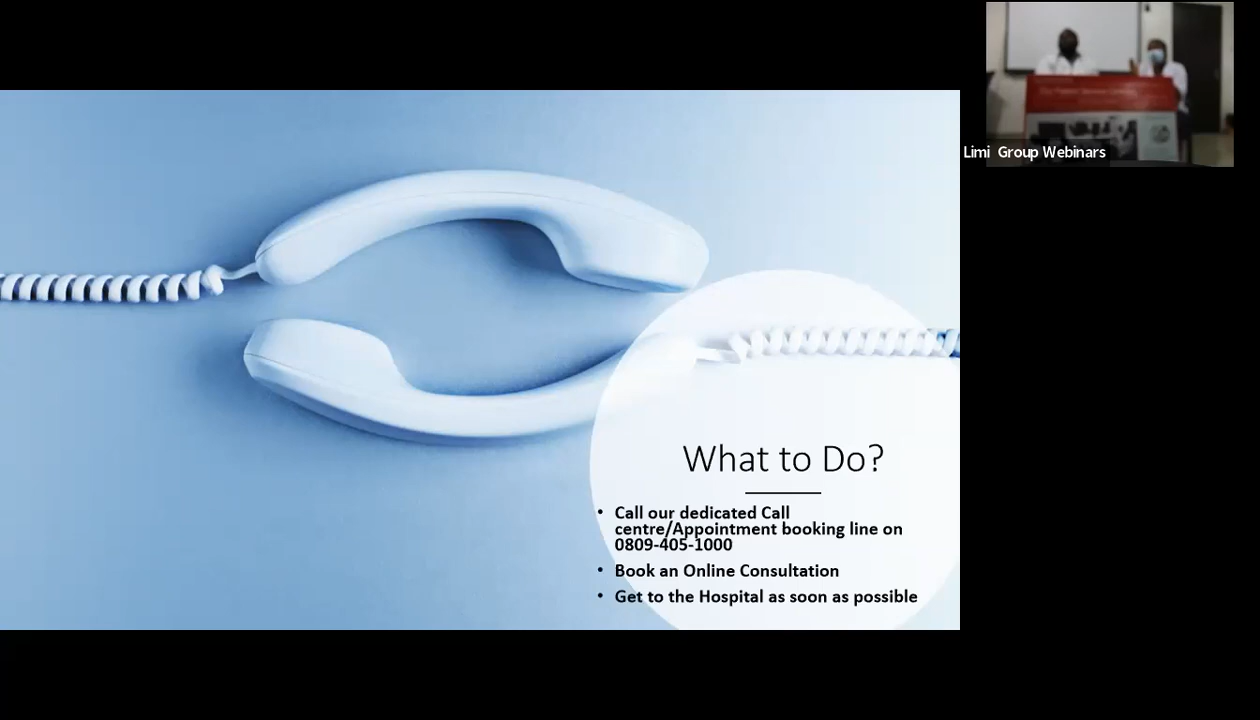 Limi Group Webinars
What to Do?
• Call our dedicated Call
centre/Appointment booking line on
0809-405-1000
• Book an Online Consultation
• Get to the Hospital as soon as possible